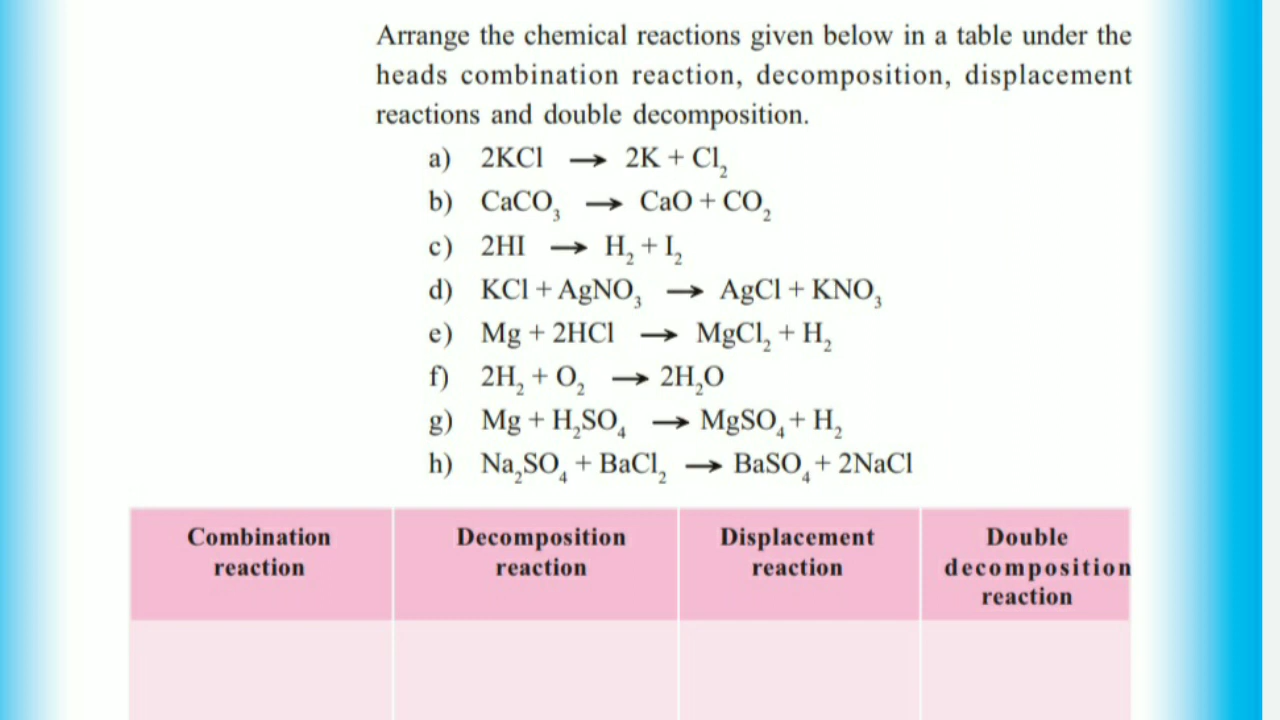 Arrange the chemical reactions given below in a table under the
heads combination reaction, decomposition, displacement
reactions and double decomposition.
a) 2KCl → 2K + Cl₂
b) CaCO₃ → CaO + CO₂
c) 2HI → H₂ + I₂
d) KCl + AgNO₃ → AgCl + KNO₃
e) Mg + 2HCl → MgCl₂ + H₂
f) 2H₂ + O₂ → 2H₂O
g) Mg + H₂SO₄ → MgSO₄ + H₂
h) Na₂SO₄ + BaCl₂ → BaSO₄ + 2NaCl
Combination
reaction
Decomposition
reaction
Displacement
reaction
Double
decomposition
reaction